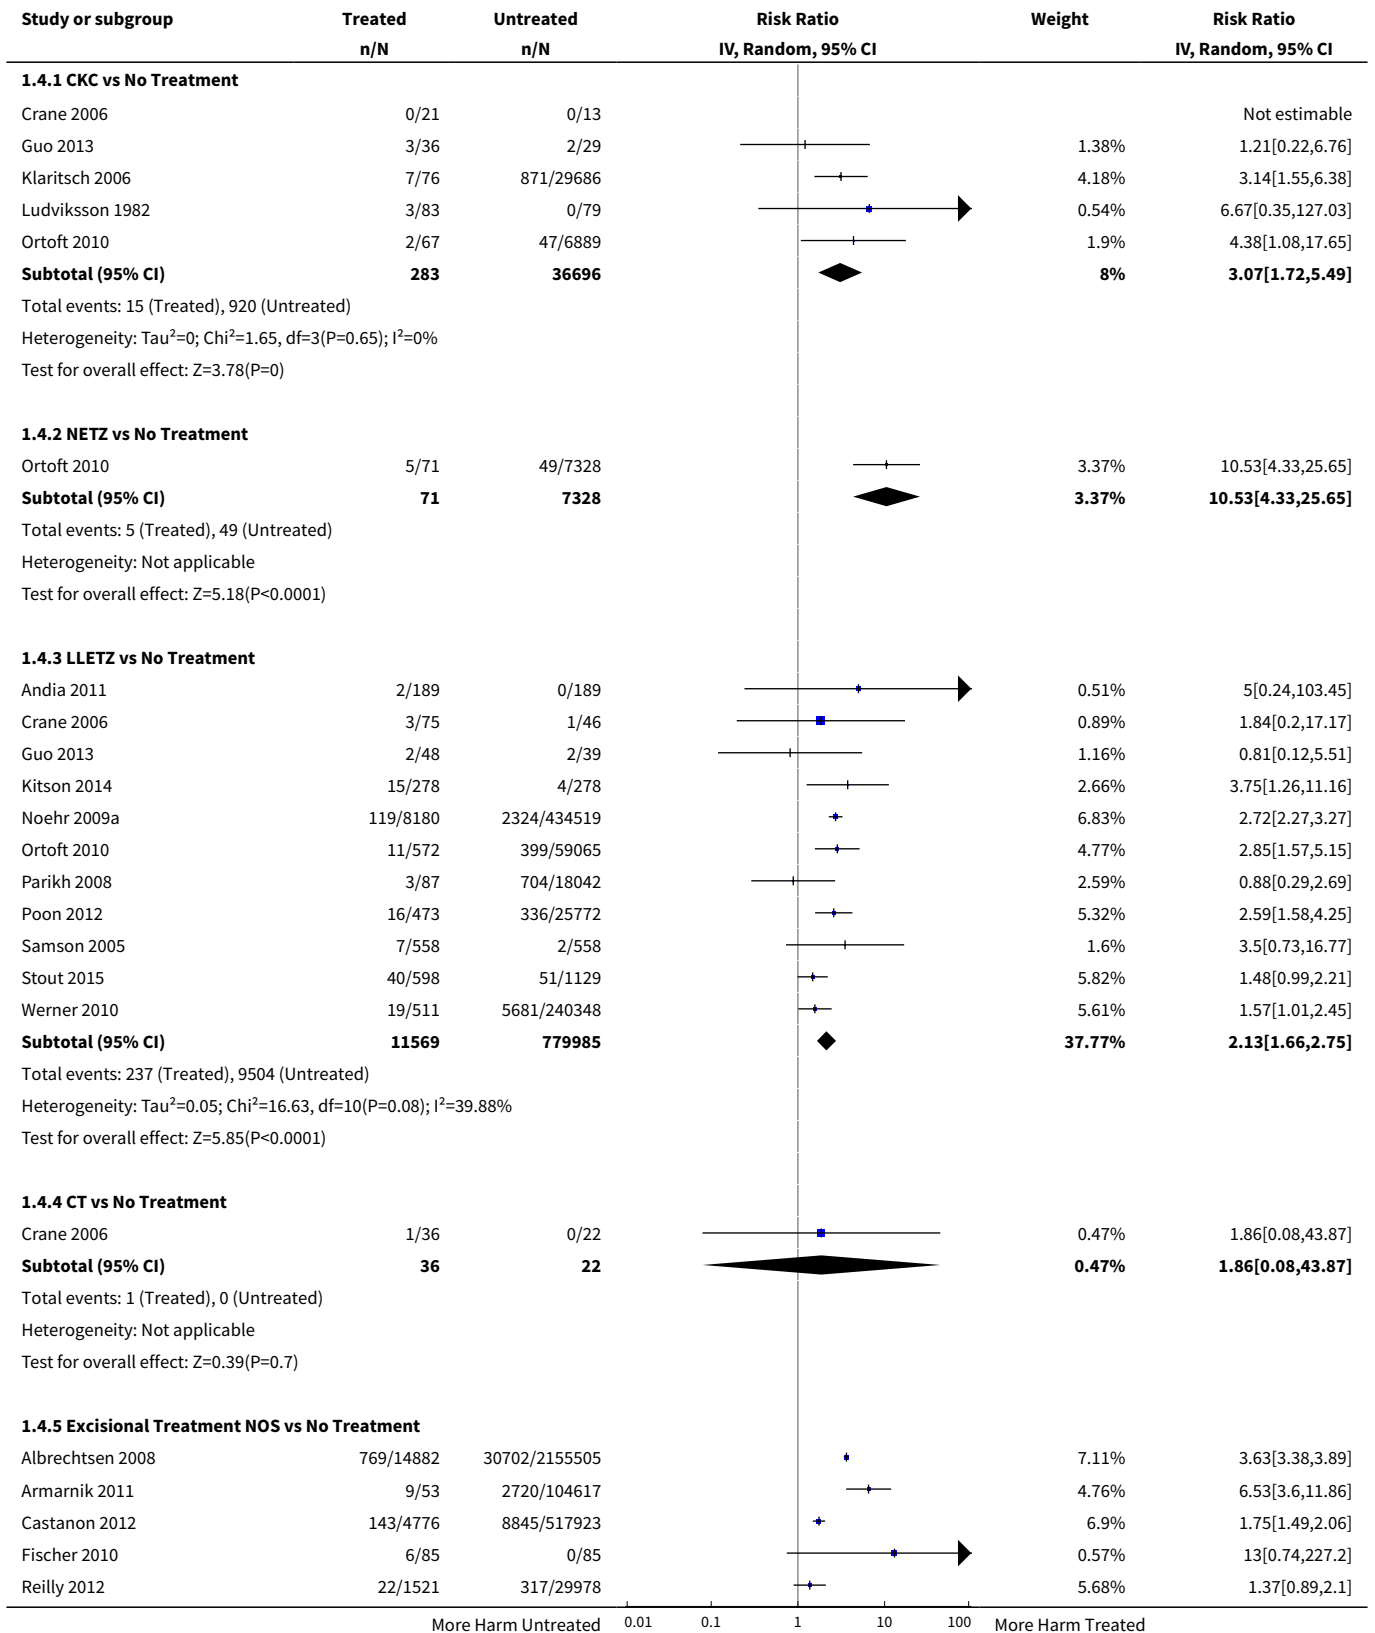 Study or subgroup Treated Untreated Risk Ratio Weight Risk Ratio
n/N n/N IV, Random, 95% CI IV, Random, 95% CI
1.4.1 CKC vs No Treatment
Crane 2006 0/21 0/13 Not estimable
Guo 2013 3/36 2/29 1.38% 1.21[0.22,6.76]
Klaritsch 2006 7/76 871/29686 4.18% 3.14[1.55,6.38]
Ludviksson 1982 3/83 0/79 0.54% 6.67[0.35,127.03]
Ortoft 2010 2/67 47/6889 1.9% 4.38[1.08,17.65]
Subtotal (95% CI) 283 36696 8% 3.07[1.72,5.49]
Total events: 15 (Treated), 920 (Untreated)
Heterogeneity: Tau²=0; Chi²=1.65, df=3(P=0.65); I²=0%
Test for overall effect: Z=3.78(P=0)
1.4.2 NETZ vs No Treatment
Ortoft 2010 5/71 49/7328 3.37% 10.53[4.33,25.65]
Subtotal (95% CI) 71 7328 3.37% 10.53[4.33,25.65]
Total events: 5 (Treated), 49 (Untreated)
Heterogeneity: Not applicable
Test for overall effect: Z=5.18(P<0.0001)
1.4.3 LLETZ vs No Treatment
Andia 2011 2/189 0/189 0.51% 5[0.24,103.45]
Crane 2006 3/75 1/46 0.89% 1.84[0.2,17.17]
Guo 2013 2/48 2/39 1.16% 0.81[0.12,5.51]
Kitson 2014 15/278 4/278 2.66% 3.75[1.26,11.16]
Noehr 2009a 119/8180 2324/434519 6.83% 2.72[2.27,3.27]
Ortoft 2010 11/572 399/59065 4.77% 2.85[1.57,5.15]
Parikh 2008 3/87 704/18042 2.59% 0.88[0.29,2.69]
Poon 2012 16/473 336/25772 5.32% 2.59[1.58,4.25]
Samson 2005 7/558 2/558 1.6% 3.5[0.73,16.77]
Stout 2015 40/598 51/1129 5.82% 1.48[0.99,2.21]
Werner 2010 19/511 5681/240348 5.61% 1.57[1.01,2.45]
Subtotal (95% CI) 11569 779985 37.77% 2.13[1.66,2.75]
Total events: 237 (Treated), 9504 (Untreated)
Heterogeneity: Tau²=0.05; Chi²=16.63, df=10(P=0.08); I²=39.88%
Test for overall effect: Z=5.85(P<0.0001)
1.4.4 CT vs No Treatment
Crane 2006 1/36 0/22 0.47% 1.86[0.08,43.87]
Subtotal (95% CI) 36 22 0.47% 1.86[0.08,43.87]
Total events: 1 (Treated), 0 (Untreated)
Heterogeneity: Not applicable
Test for overall effect: Z=0.39(P=0.7)
1.4.5 Excisional Treatment NOS vs No Treatment
Albrechtsen 2008 769/14882 30702/2155505 7.11% 3.63[3.38,3.89]
Armarnik 2011 9/53 2720/104617 4.76% 6.53[3.6,11.86]
Castanon 2012 143/4776 8845/517923 6.9% 1.75[1.49,2.06]
Fischer 2010 6/85 0/85 0.57% 13[0.74,227.2]
Reilly 2012 22/1521 317/29978 5.68% 1.37[0.89,2.1]
More Harm Untreated 0.01 0.1 1 10 100 More Harm Treated